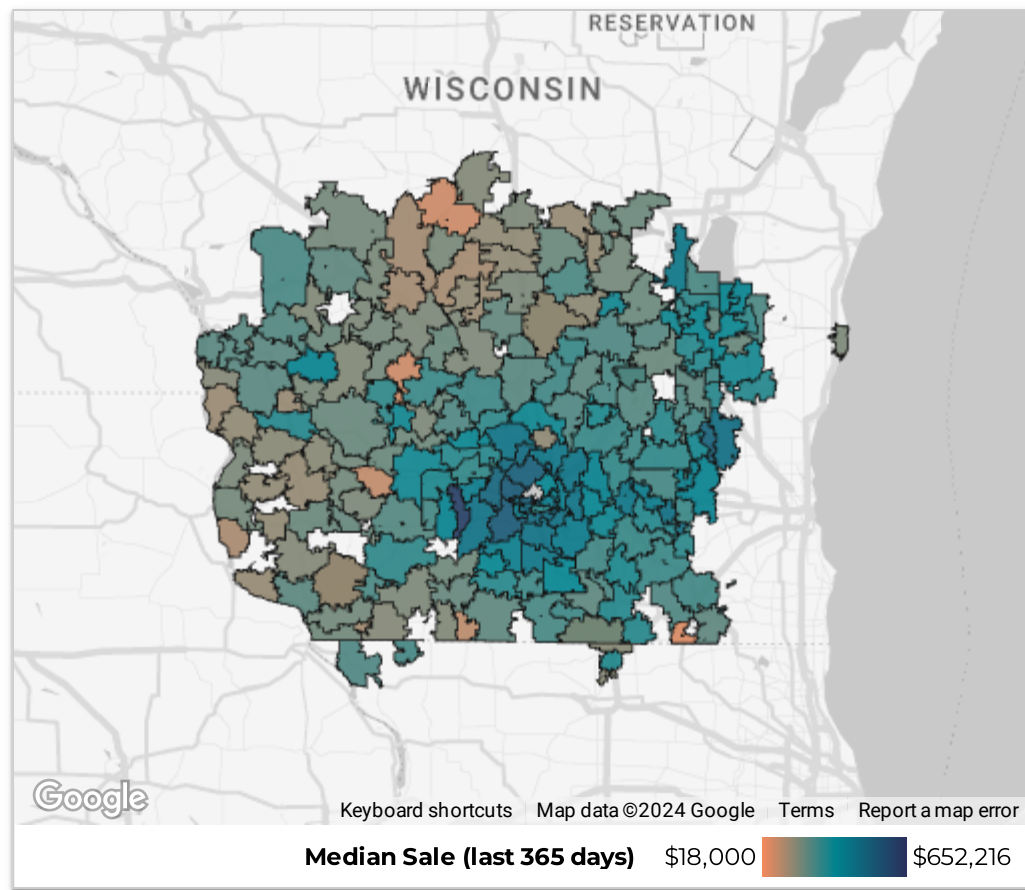 RESERVATION
WISCONSIN
Google
Keyboard shortcuts
Map data ©2024 Google
Terms
Report a map error
Median Sale (last 365 days)
$18,000
$652,216